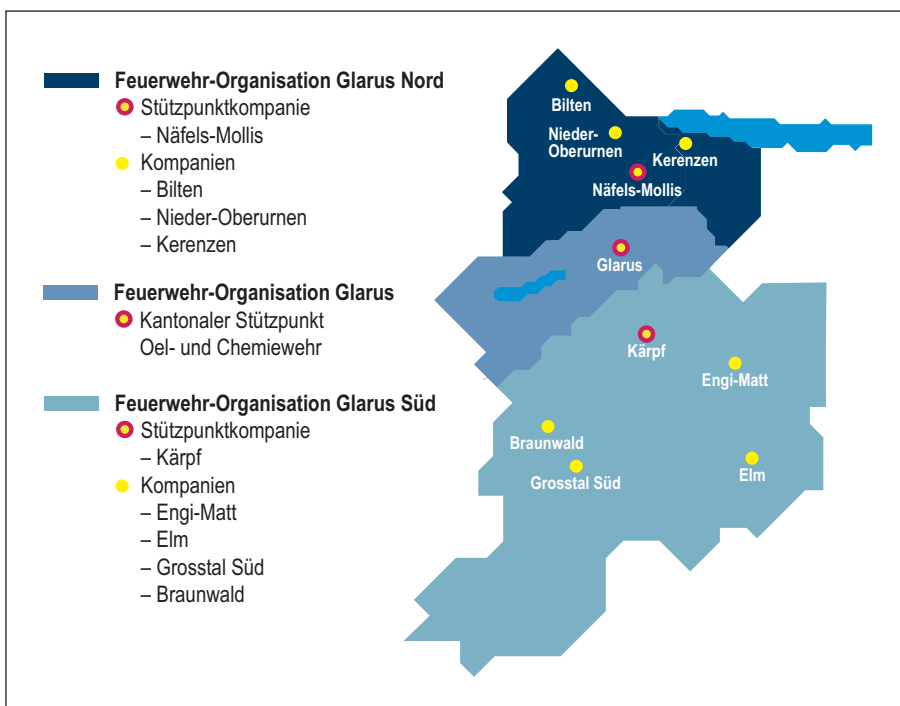 Feuerwehr-Organisation Glarus Nord
Stützpunktkompanie
– Näfels-Mollis
Kompanien
– Bilten
– Nieder-Oberurnen
– Kerenzen
Feuerwehr-Organisation Glarus
Kantonaler Stützpunkt
Oel- und Chemiewehr
Feuerwehr-Organisation Glarus Süd
Stützpunktkompanie
– Kärpf
Kompanien
– Engi-Matt
– Elm
– Grosstal Süd
– Braunwald
Bilten
Nieder-
Oberurnen
Kerenzen
Näfels-Mollis
Glarus
Kärpf
Engi-Matt
Braunwald
Grosstal Süd
Elm